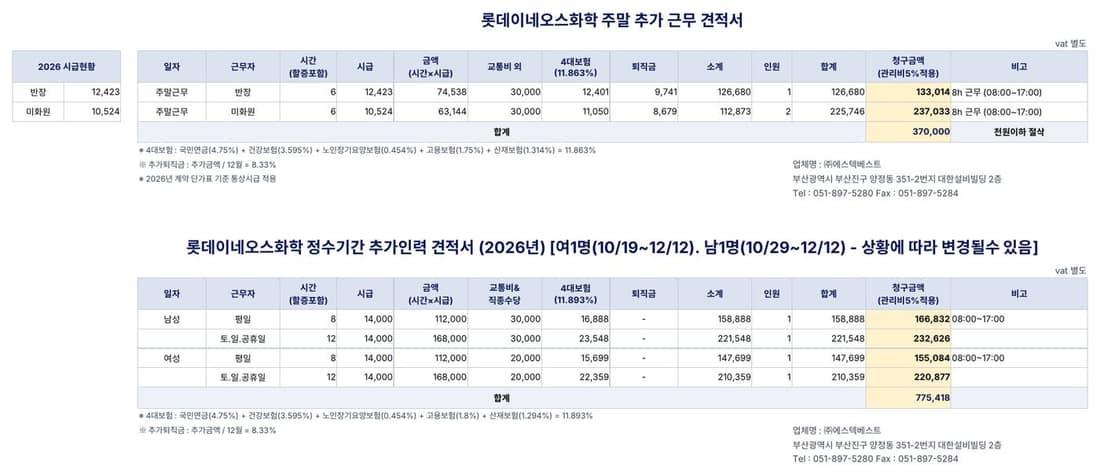 롯데이네오스화학 주말 추가 근무 견적서
vat 별도
2026 시급현황
반장 12,423
미화원 10,524
일자 근무자 시간 (할증포함) 시급 금액 (시간×시급) 교통비 외 4대보험 (11.863%) 퇴직금 소계 인원 합계 청구금액 (관리비5%적용) 비고
주말근무 반장 6 12,423 74,538 30,000 12,401 9,741 126,680 1 126,680 133,014 8h 근무 (08:00~17:00)
주말근무 미화원 6 10,524 63,144 30,000 11,050 8,679 112,873 2 225,746 237,033 8h 근무 (08:00~17:00)
합계 370,000 천원이하 절삭
※ 4대보험 : 국민연금(4.75%) + 건강보험(3.595%) + 노인장기요양보험(0.454%) + 고용보험(1.75%) + 산재보험(1.314%) = 11.863%
※ 추가퇴직금 : 추가금액 / 12월 = 8.33%
※ 2026년 계약 단가표 기준 통상시급 적용
업체명 : ㈜에스텍베스트
부산광역시 부산진구 양정동 351-2번지 대한설비빌딩 2층
Tel : 051-897-5280 Fax : 051-897-5284
롯데이네오스화학 정수기간 추가인력 견적서 (2026년) [여1명(10/19~12/12). 남1명(10/29~12/12) - 상황에 따라 변경될수 있음]
vat 별도
일자 근무자 시간 (할증포함) 시급 금액 (시간×시급) 교통비& 직종수당 4대보험 (11.893%) 퇴직금 소계 인원 합계 청구금액 (관리비5%적용) 비고
남성 평일 8 14,000 112,000 30,000 16,888 - 158,888 1 158,888 166,832 08:00~17:00
토.일.공휴일 12 14,000 168,000 30,000 23,548 - 221,548 1 221,548 232,626
여성 평일 8 14,000 112,000 20,000 15,699 - 147,699 1 147,699 155,084 08:00~17:00
토.일.공휴일 12 14,000 168,000 20,000 22,359 - 210,359 1 210,359 220,877
합계 775,418
※ 4대보험 : 국민연금(4.75%) + 건강보험(3.595%) + 노인장기요양보험(0.454%) + 고용보험(1.8%) + 산재보험(1.294%) = 11.893%
※ 추가퇴직금 : 추가금액 / 12월 = 8.33%
업체명 : ㈜에스텍베스트
부산광역시 부산진구 양정동 351-2번지 대한설비빌딩 2층
Tel : 051-897-5280 Fax : 051-897-5284